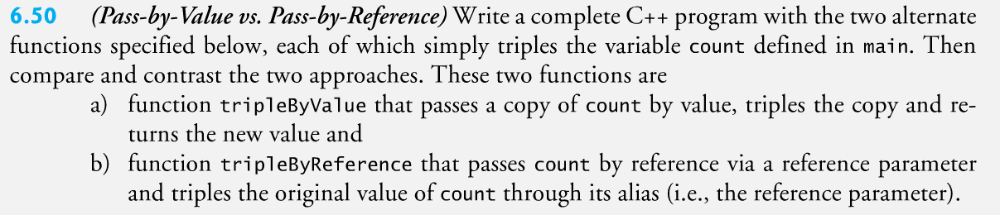 6.50 (Pass-by-Value vs. Pass-by-Reference) Write a complete C++ program with the two alternate
functions specified below, each of which simply triples the variable count defined in main. Then
compare and contrast the two approaches. These two functions are
a) function tripleByValue that passes a copy of count by value, triples the copy and re-
turns the new value and
b) function tripleByReference that passes count by reference via a reference parameter
and triples the original value of count through its alias (i.e., the reference parameter).